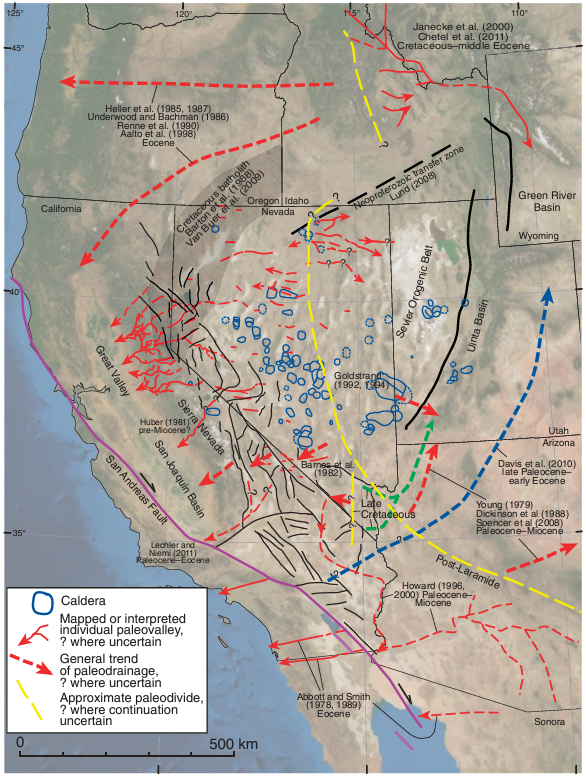 125°
120°
115°
110°
45°
Janecke et al. (2000)
Chetel et al. (2011)
Cretaceous–middle Eocene
Heller et al. (1985, 1987)
Underwood and Bachman (1986)
Renne et al. (1990)
Aalto et al. (1998)
Eocene
Cretaceous batholith
Barton et al. (1988)
Van Buer et al. (2009)
Neoproterozoic transfer zone
Lund (2008)
?
Oregon
Idaho
California
Nevada
?
Green River
Basin
Wyoming
?
? ?
Sevier Orogenic Belt
Uinta Basin
40°
Great Valley
Goldstrand
(1992, 1994)
Huber (1981)
pre-Miocene?
Sierra Nevada
San Joaquin Basin
San Andreas Fault
Utah
Arizona
Barnes et al.
(1982)
Davis et al. (2010)
late Paleocene–
early Eocene
?
?
?
Late
Cretaceous
Young (1979)
Dickinson et al (1988)
Spencer et al (2008)
Paleocene-Miocene
35°
Lechler and
Niemi (2011)
Paleocene–Eocene
?
Post-Laramide
Howard (1996,
2000) Paleocene–
Miocene
Caldera
Mapped or interpreted
individual paleovalley,
? where uncertain
General trend
of paleodrainage,
? where uncertain
Approximate paleodivide,
? where continuation
uncertain
Abbott and Smith
(1978, 1989)
Eocene
Sonora
0
500 km